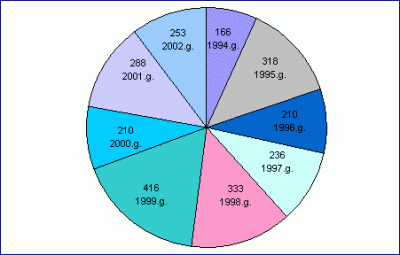 166
1994.g.
318
1995.g.
210
1996.g.
236
1997.g.
333
1998.g.
416
1999.g.
210
2000.g.
288
2001.g.
253
2002.g.